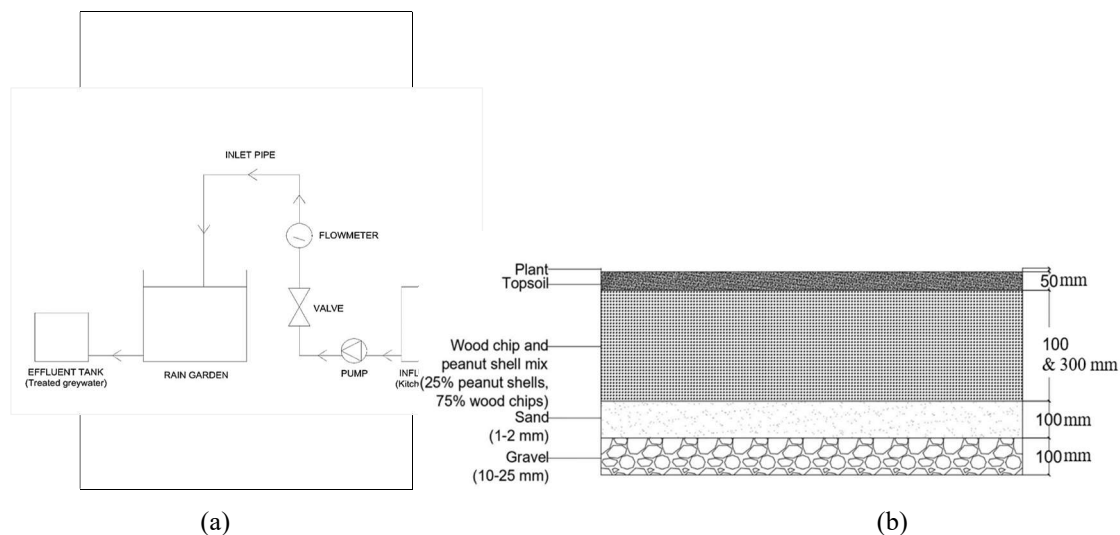 INLET PIPE
FLOWMETER
VALVE
PUMP
EFFLUENT TANK
(Treated greywater)
RAIN GARDEN
INFL
(Kitch
Plant
Topsoil
Wood chip and
peanut shell mix
(25% peanut shells,
75% wood chips)
Sand
(1-2 mm)
Gravel
(10-25 mm)
50mm
100
& 300 mm
100mm
100mm
(a)
(b)